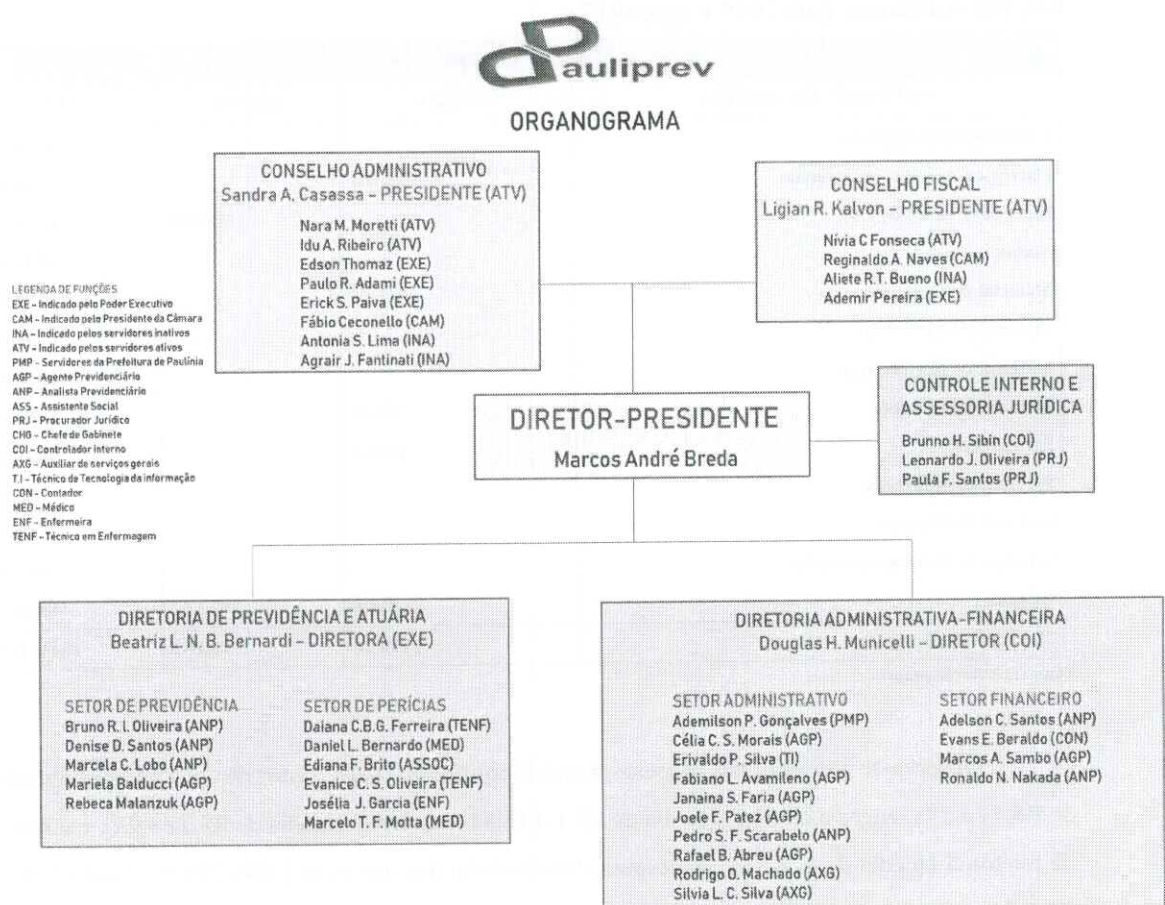 Pauliprev
ORGANOGRAMA
CONSELHO ADMINISTRATIVO
Sandra A. Casassa – PRESIDENTE (ATV)
Nara M. Moretti (ATV)
Idu A. Ribeiro (ATV)
Edson Thomaz (EXE)
Paulo R. Adami (EXE)
Erick S. Paiva (EXE)
Fábio Ceconello (CAM)
Antonia S. Lima (INA)
Agrair J. Fantinati (INA)
CONSELHO FISCAL
Ligian R. Kalvon – PRESIDENTE (ATV)
Nívia C Fonseca (ATV)
Reginaldo A. Naves (CAM)
Aliete R.T. Bueno (INA)
Ademir Pereira (EXE)
LEGENDA DE FUNÇÕES
EXE – Indicado pelo Poder Executivo
CAM – Indicado pelo Presidente da Câmara
INA – Indicado pelos servidores inativos
ATV – Indicado pelos servidores ativos
PMP – Servidores da Prefeitura de Paulínia
AGP – Agente Previdenciário
ANP – Analista Previdenciário
ASS – Assistente Social
PRJ – Procurador Jurídico
CHG – Chefe de Gabinete
COI – Controlador interno
AXG – Auxiliar de serviços gerais
T.I – Técnico de Tecnologia da informação
CON – Contador
MED – Médico
ENF – Enfermeira
TENF – Técnico em Enfermagem
DIRETOR-PRESIDENTE
Marcos André Breda
CONTROLE INTERNO E
ASSESSORIA JURÍDICA
Brunno H. Sibin (COI)
Leonardo J. Oliveira (PRJ)
Paula F. Santos (PRJ)
DIRETORIA DE PREVIDÊNCIA E ATUÁRIA
Beatriz L. N. B. Bernardi – DIRETORA (EXE)
SETOR DE PREVIDÊNCIA
Bruno R. I. Oliveira (ANP)
Denise D. Santos (ANP)
Marcela C. Lobo (ANP)
Mariela Balducci (AGP)
Rebeca Malanzuk (AGP)
SETOR DE PERÍCIAS
Daiana C.B.G. Ferreira (TENF)
Daniel L. Bernardo (MED)
Ediana F. Brito (ASSOC)
Evanice C. S. Oliveira (TENF)
Josélia J. Garcia (ENF)
Marcelo T. F. Motta (MED)
DIRETORIA ADMINISTRATIVA-FINANCEIRA
Douglas H. Municelli – DIRETOR (COI)
SETOR ADMINISTRATIVO
Ademilson P. Gonçalves (PMP)
Célia C. S. Morais (AGP)
Erivaldo P. Silva (TI)
Fabiano L. Avamileno (AGP)
Janaina S. Faria (AGP)
Joele F. Patez (AGP)
Pedro S. F. Scarabelo (ANP)
Rafael B. Abreu (AGP)
Rodrigo O. Machado (AXG)
Silvia L. C. Silva (AXG)
SETOR FINANCEIRO
Adelson C. Santos (ANP)
Evans E. Beraldo (CON)
Marcos A. Sambo (AGP)
Ronaldo N. Nakada (ANP)